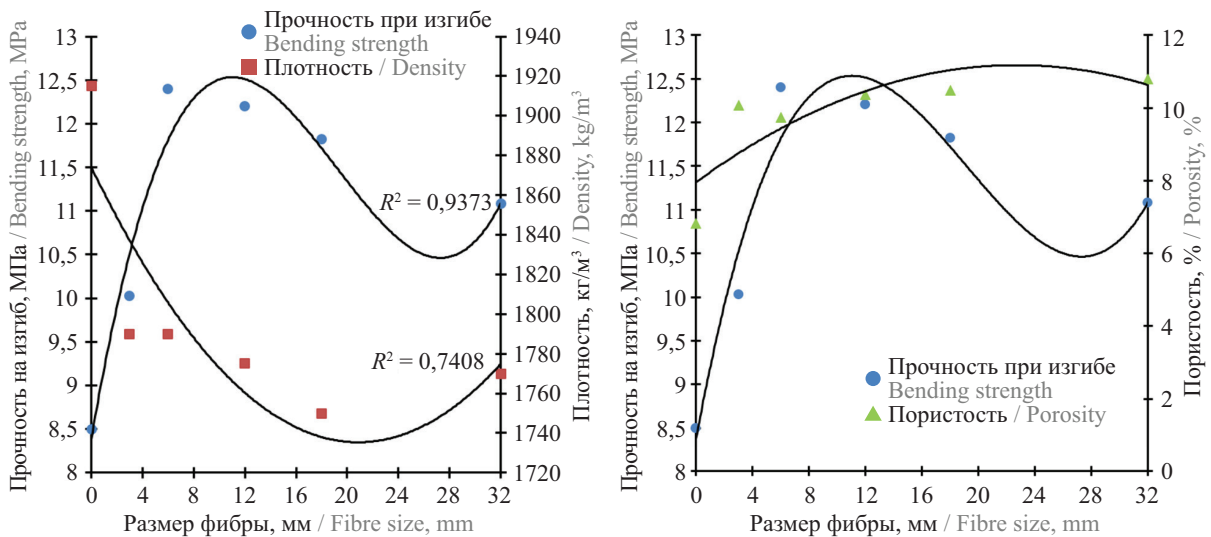 Прочность на изгиб, МПа / Bending strength, MPa
13
12,5
12
11,5
11
10,5
10
9,5
9
8,5
8
Прочность при изгибе
Bending strength
Плотность / Density
R² = 0,9373
R² = 0,7408
1940
1920
1900
1880
1860
1840
1820
1800
1780
1760
1740
1720
Плотность, кг/м³ / Density, kg/m³
0 4 8 12 16 20 24 28 32
Размер фибры, мм / Fibre size, mm
Прочность на изгиб, МПа / Bending strength, MPa
13
12,5
12
11,5
11
10,5
10
9,5
9
8,5
8
Прочность при изгибе
Bending strength
Пористость / Porosity
12
10
8
6
4
2
0
Пористость, % / Porosity, %
0 4 8 12 16 20 24 28 32
Размер фибры, мм / Fibre size, mm